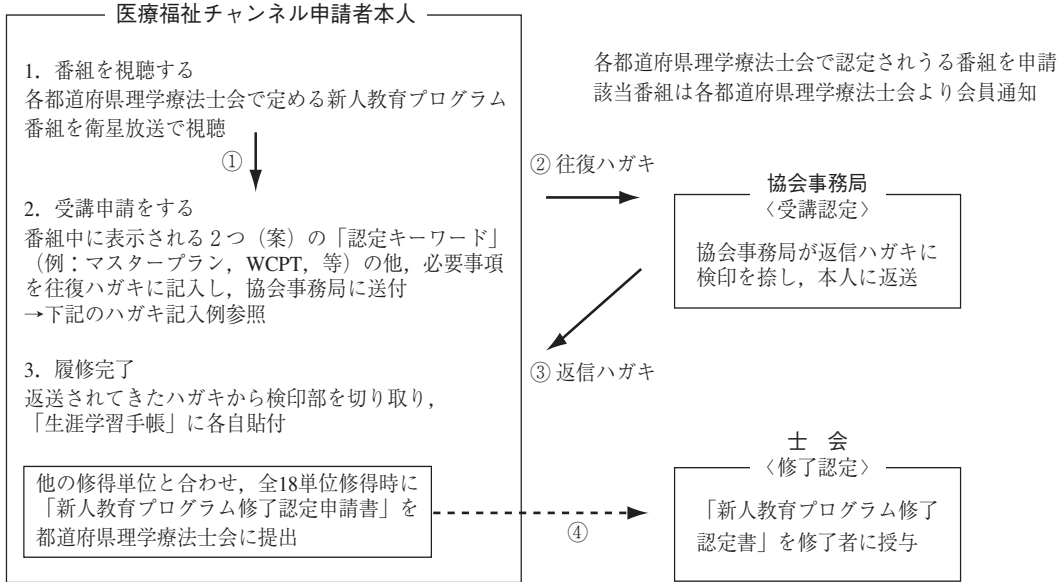 医療福祉チャンネル申請者本人
1．番組を視聴する
各都道府県理学療法士会で定める新人教育プログラム
番組を衛星放送で視聴
①
2．受講申請をする
番組中に表示される２つ（案）の「認定キーワード」
（例：マスタープラン，WCPT，等）の他，必要事項
を往復ハガキに記入し，協会事務局に送付
→下記のハガキ記入例参照
3．履修完了
返送されてきたハガキから検印部を切り取り，
「生涯学習手帳」に各自貼付
他の修得単位と合わせ，全18単位修得時に
「新人教育プログラム修了認定申請書」を
都道府県理学療法士会に提出
各都道府県理学療法士会で認定されうる番組を申請
該当番組は各都道府県理学療法士会より会員通知
② 往復ハガキ
協会事務局
〈受講認定〉
協会事務局が返信ハガキに
検印を捺し，本人に返送
③ 返信ハガキ
④
士　会
〈修了認定〉
「新人教育プログラム修了
認定書」を修了者に授与